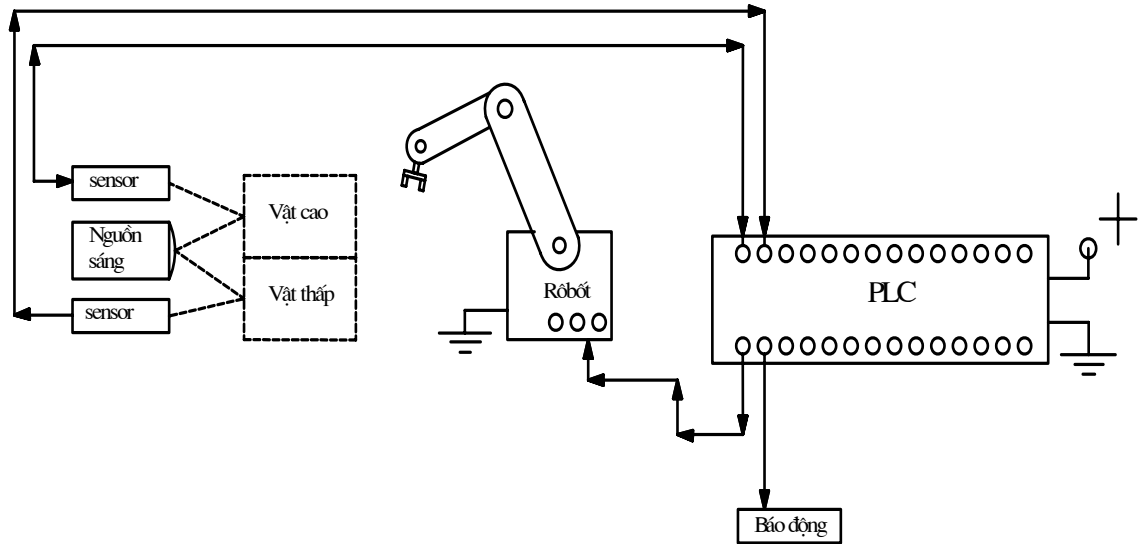 sensor
Nguồn
sáng
sensor
Vật cao
Vật thấp
Rôbốt
PLC
Báo động